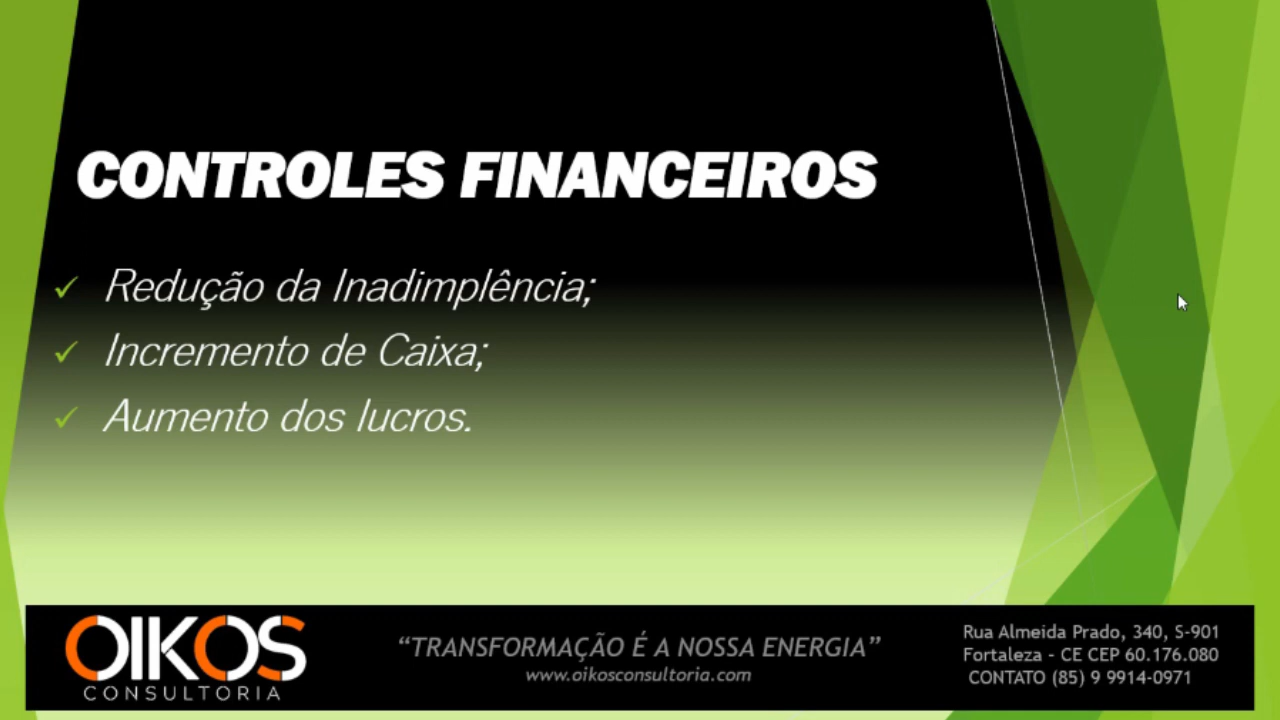 CONTROLES FINANCEIROS
Redução da Inadimplência;
Incremento de Caixa;
Aumento dos lucros.
OIKOS
CONSULTORIA
“TRANSFORMAÇÃO É A NOSSA ENERGIA”
www.oikosconsultoria.com
Rua Almeida Prado, 340, S-901
Fortaleza - CE CEP 60.176.080
CONTATO (85) 9 9914-0971